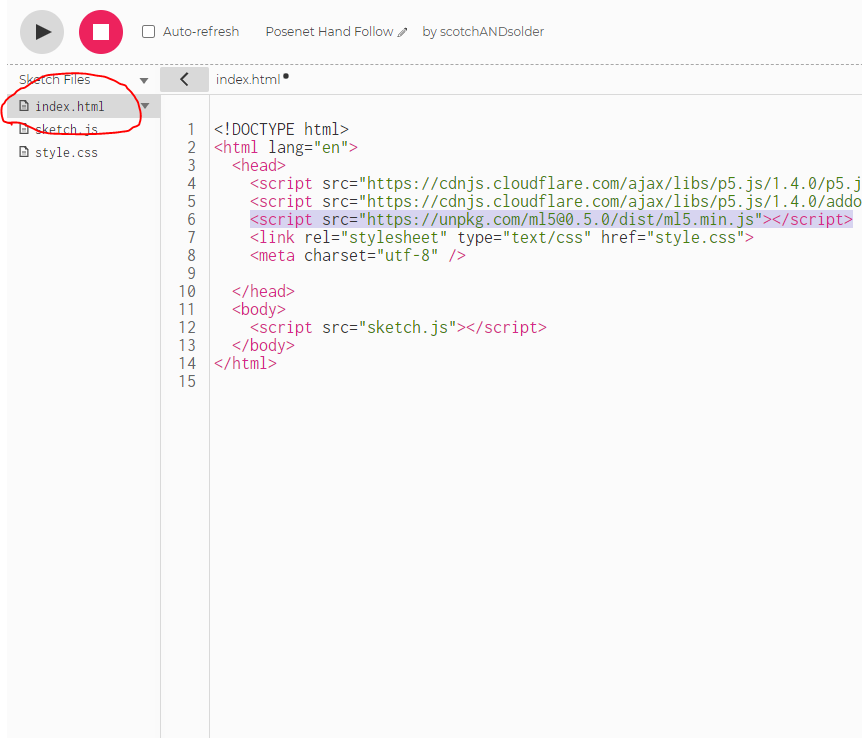 Auto-refresh Posenet Hand Follow by scotchANDsolder
Sketch Files index.html
index.html
sketch.js
style.css
1 <!DOCTYPE html>
2 <html lang="en">
3 <head>
4 <script src="https://cdnjs.cloudflare.com/ajax/libs/p5.js/1.4.0/p5.j
5 <script src="https://cdnjs.cloudflare.com/ajax/libs/p5.js/1.4.0/addo
6 <script src="https://unpkg.com/ml5@0.5.0/dist/ml5.min.js"></script>
7 <link rel="stylesheet" type="text/css" href="style.css">
8 <meta charset="utf-8" />
9
10 </head>
11 <body>
12 <script src="sketch.js"></script>
13 </body>
14 </html>
15